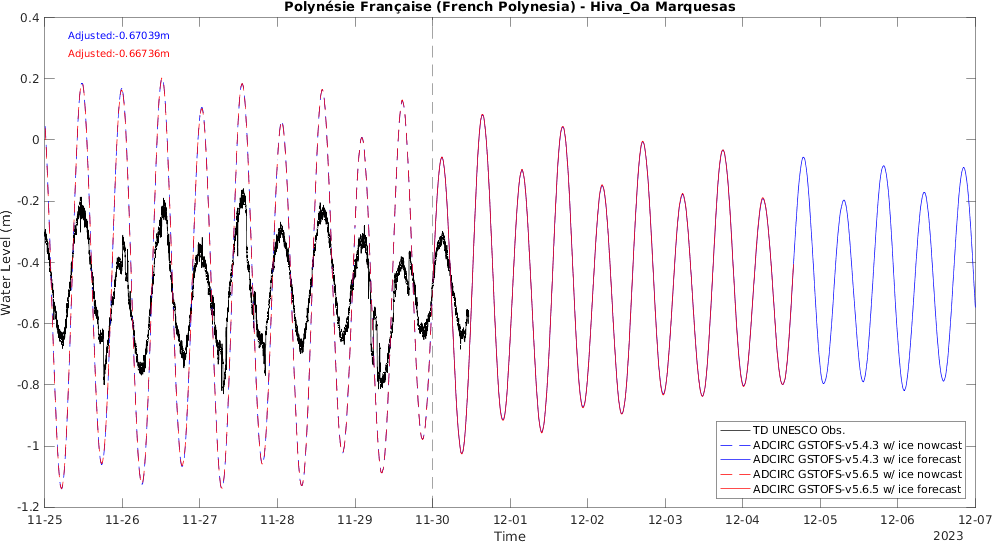 Polynésie Française (French Polynesia) - Hiva_Oa Marquesas
Adjusted:-0.67039m
Adjusted:-0.66736m
Water Level (m)
0.4
0.2
0
-0.2
-0.4
-0.6
-0.8
-1
-1.2
TD UNESCO Obs.
ADCIRC GSTOFS-v5.4.3 w/ ice nowcast
ADCIRC GSTOFS-v5.4.3 w/ ice forecast
ADCIRC GSTOFS-v5.6.5 w/ ice nowcast
ADCIRC GSTOFS-v5.6.5 w/ ice forecast
11-25 11-26 11-27 11-28 11-29 11-30 12-01 12-02 12-03 12-04 12-05 12-06 12-07
Time
2023